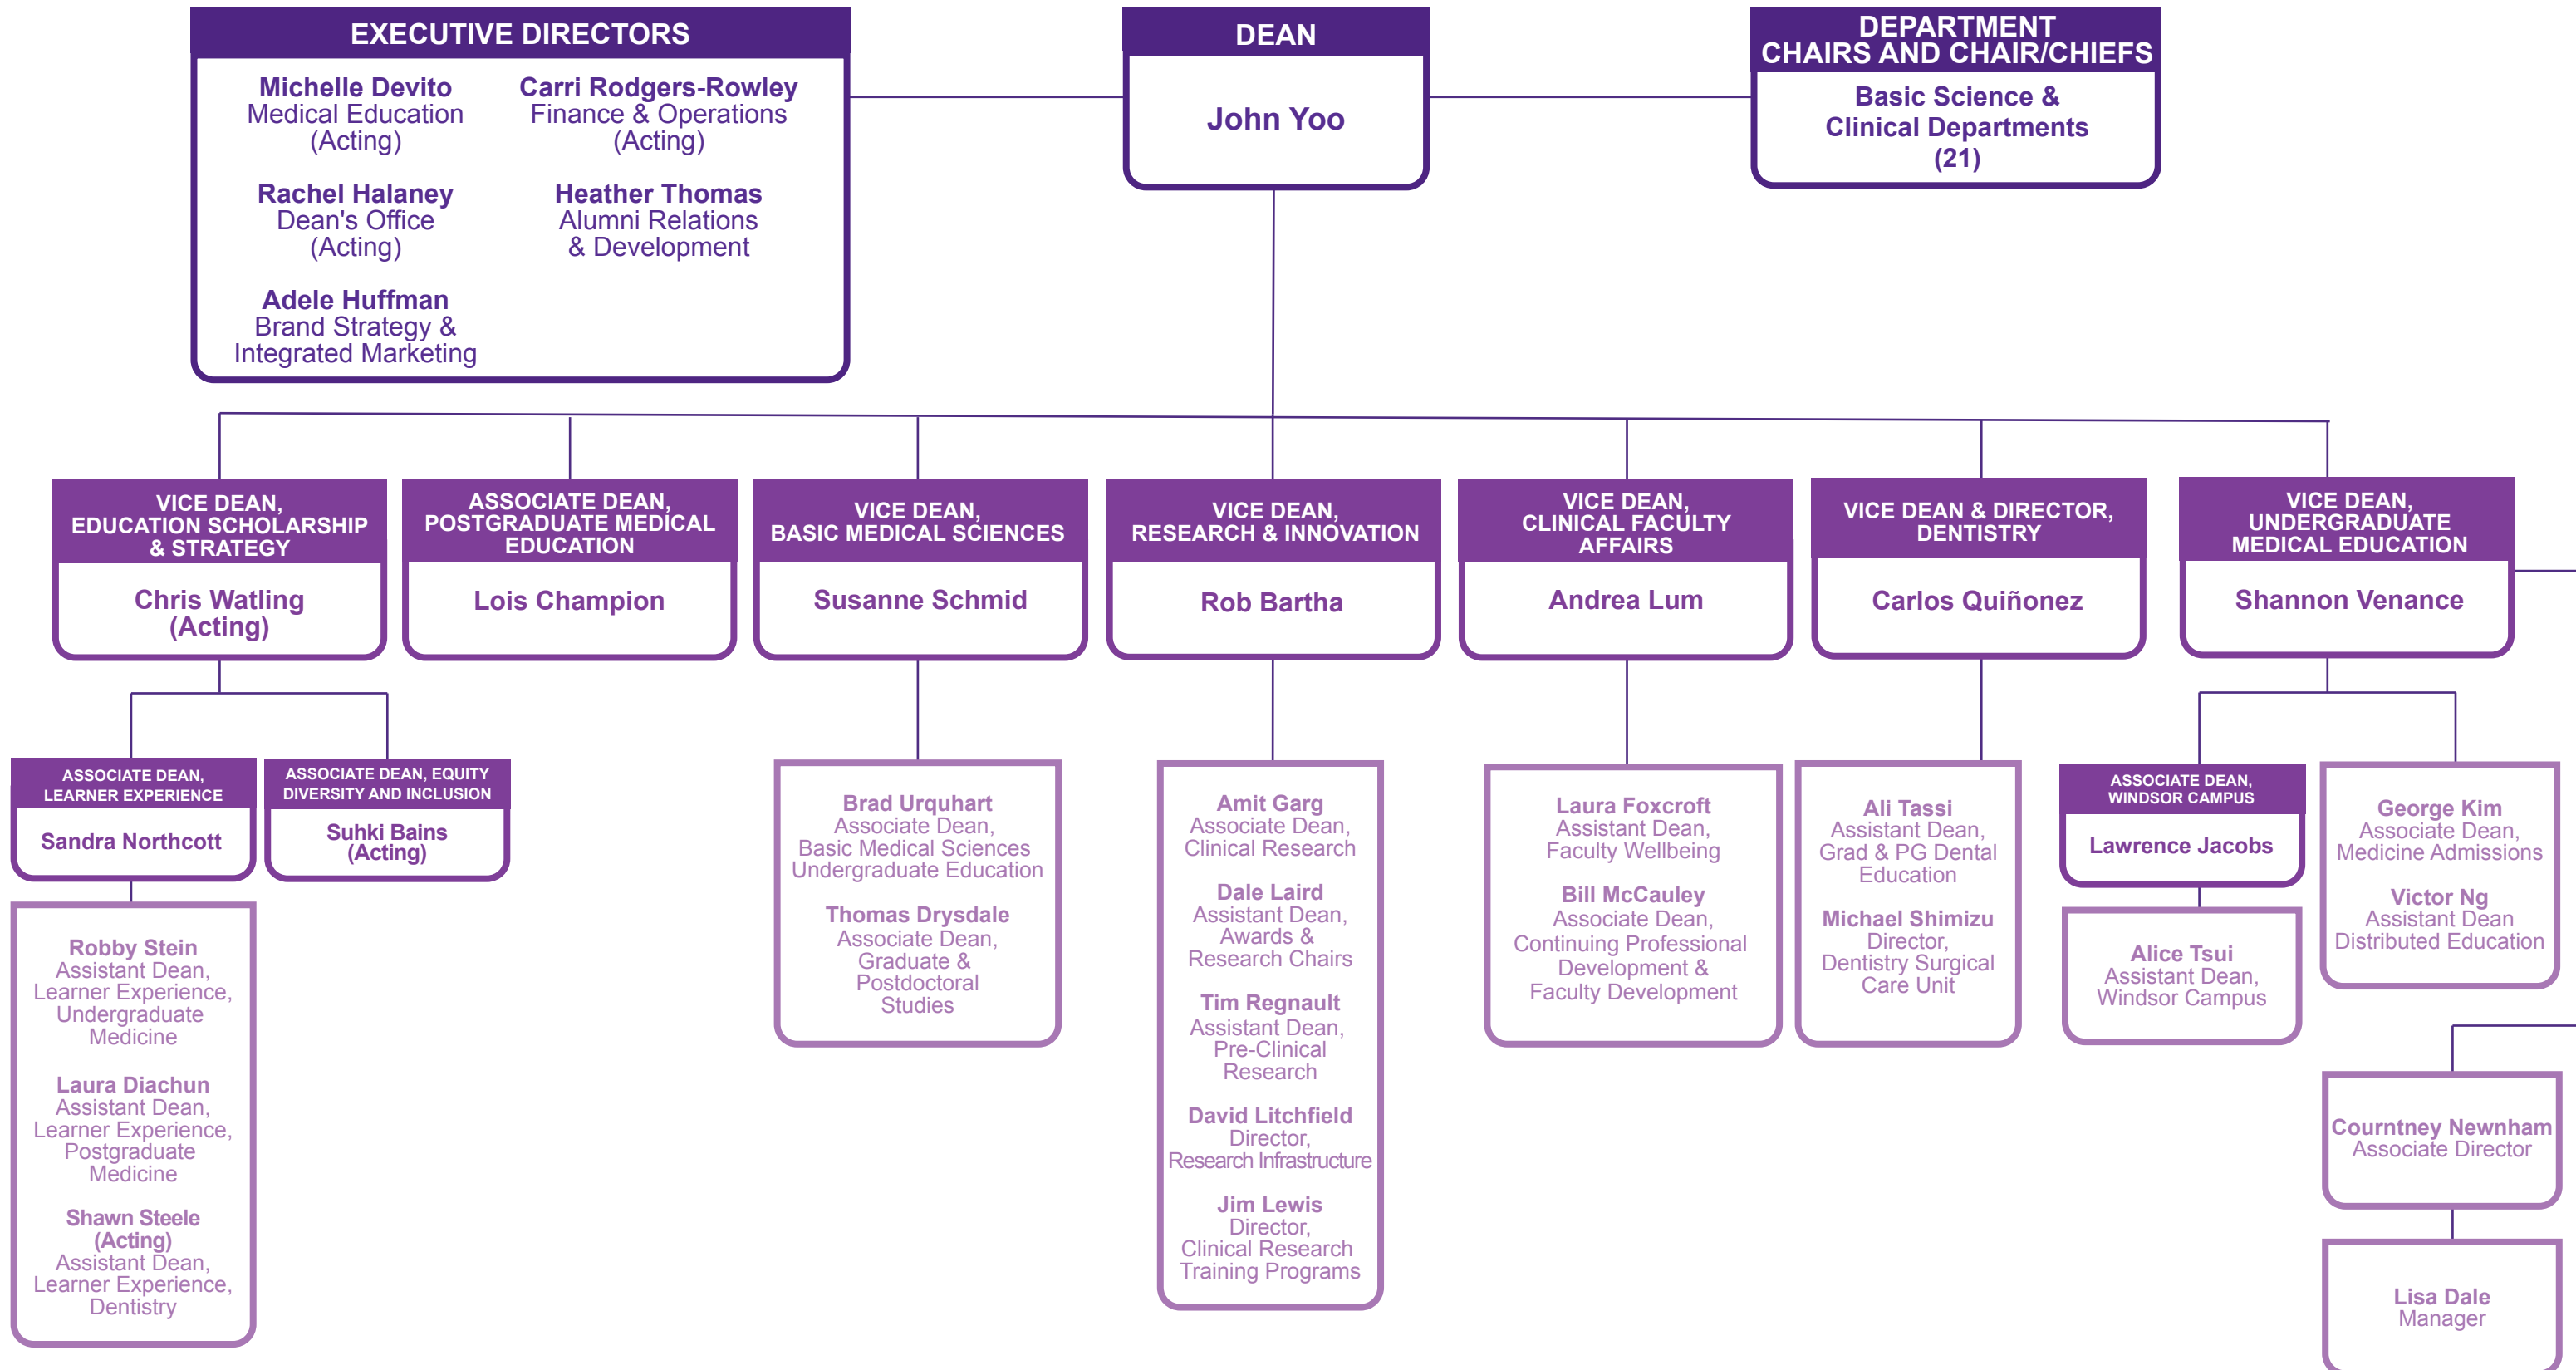 EXECUTIVE DIRECTORS
Michelle Devito
Medical Education
(Acting)
Rachel Halaney
Dean's Office
(Acting)
Adele Huffman
Brand Strategy &
Integrated Marketing
Carri Rodgers-Rowley
Finance & Operations
(Acting)
Heather Thomas
Alumni Relations
& Development
DEAN
John Yoo
DEPARTMENT
CHAIRS AND CHAIR/CHIEFS
Basic Science &
Clinical Departments
(21)
VICE DEAN,
EDUCATION SCHOLARSHIP
& STRATEGY
Chris Watling
(Acting)
ASSOCIATE DEAN,
POSTGRADUATE MEDICAL
EDUCATION
Lois Champion
VICE DEAN,
BASIC MEDICAL SCIENCES
Susanne Schmid
VICE DEAN,
RESEARCH & INNOVATION
Rob Bartha
VICE DEAN,
CLINICAL FACULTY
AFFAIRS
Andrea Lum
VICE DEAN & DIRECTOR,
DENTISTRY
Carlos Quiñonez
VICE DEAN,
UNDERGRADUATE
MEDICAL EDUCATION
Shannon Venance
ASSOCIATE DEAN,
LEARNER EXPERIENCE
Sandra Northcott
ASSOCIATE DEAN, EQUITY
DIVERSITY AND INCLUSION
Suhki Bains
(Acting)
Robby Stein
Assistant Dean,
Learner Experience,
Undergraduate
Medicine
Laura Diachun
Assistant Dean,
Learner Experience,
Postgraduate
Medicine
Shawn Steele
(Acting)
Assistant Dean,
Learner Experience,
Dentistry
Brad Urquhart
Associate Dean,
Basic Medical Sciences
Undergraduate Education
Thomas Drysdale
Associate Dean,
Graduate &
Postdoctoral
Studies
Amit Garg
Associate Dean,
Clinical Research
Dale Laird
Assistant Dean,
Awards &
Research Chairs
Tim Regnault
Assistant Dean,
Pre-Clinical
Research
David Litchfield
Director,
Research Infrastructure
Jim Lewis
Director,
Clinical Research
Training Programs
Laura Foxcroft
Assistant Dean,
Faculty Wellbeing
Bill McCauley
Associate Dean,
Continuing Professional
Development &
Faculty Development
Ali Tassi
Assistant Dean,
Grad & PG Dental
Education
Michael Shimizu
Director,
Dentistry Surgical
Care Unit
ASSOCIATE DEAN,
WINDSOR CAMPUS
Lawrence Jacobs
Alice Tsui
Assistant Dean,
Windsor Campus
George Kim
Associate Dean,
Medicine Admissions
Victor Ng
Assistant Dean
Distributed Education
Courntney Newnham
Associate Director
Lisa Dale
Manager